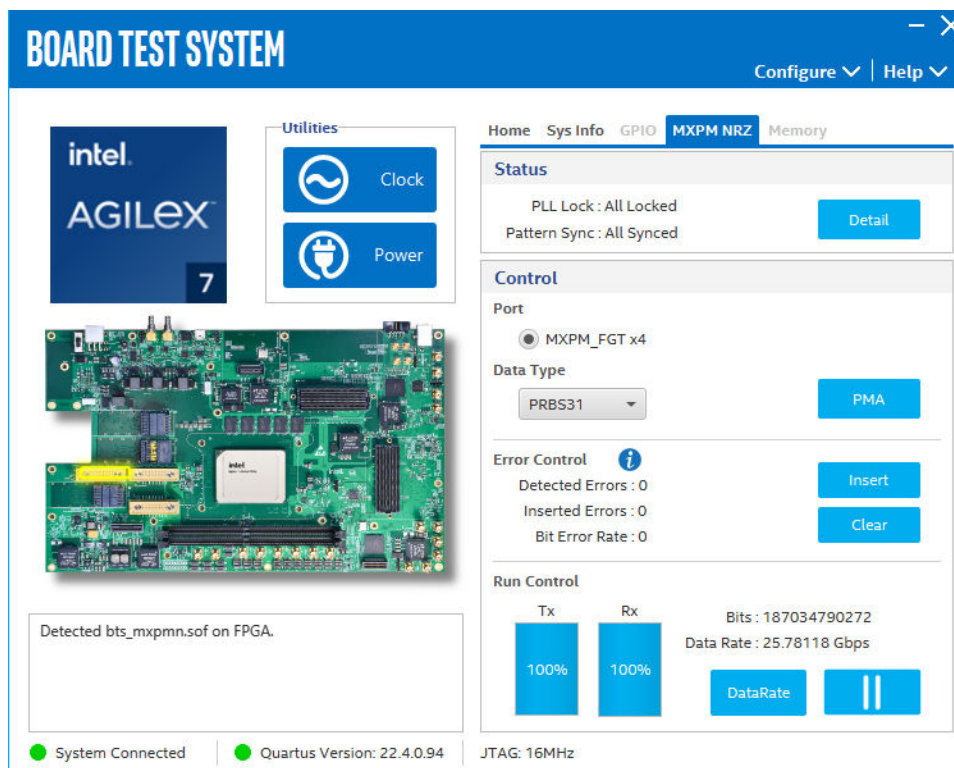 BOARD TEST SYSTEM
Configure | Help
intel.
AGILEX
7
Utilities
Clock
Power
intel
Detected bts_mxpmn.sof on FPGA.
Home Sys Info GPIO MXPM NRZ Memory
Status
PLL Lock : All Locked
Pattern Sync : All Synced
Detail
Control
Port
MXPM_FGT x4
Data Type
PRBS31
PMA
Error Control
Detected Errors : 0
Inserted Errors : 0
Bit Error Rate : 0
Insert
Clear
Run Control
Tx Rx
100% 100%
Bits : 187034790272
Data Rate : 25.78118 Gbps
DataRate
System Connected
Quartus Version: 22.4.0.94
JTAG: 16MHz